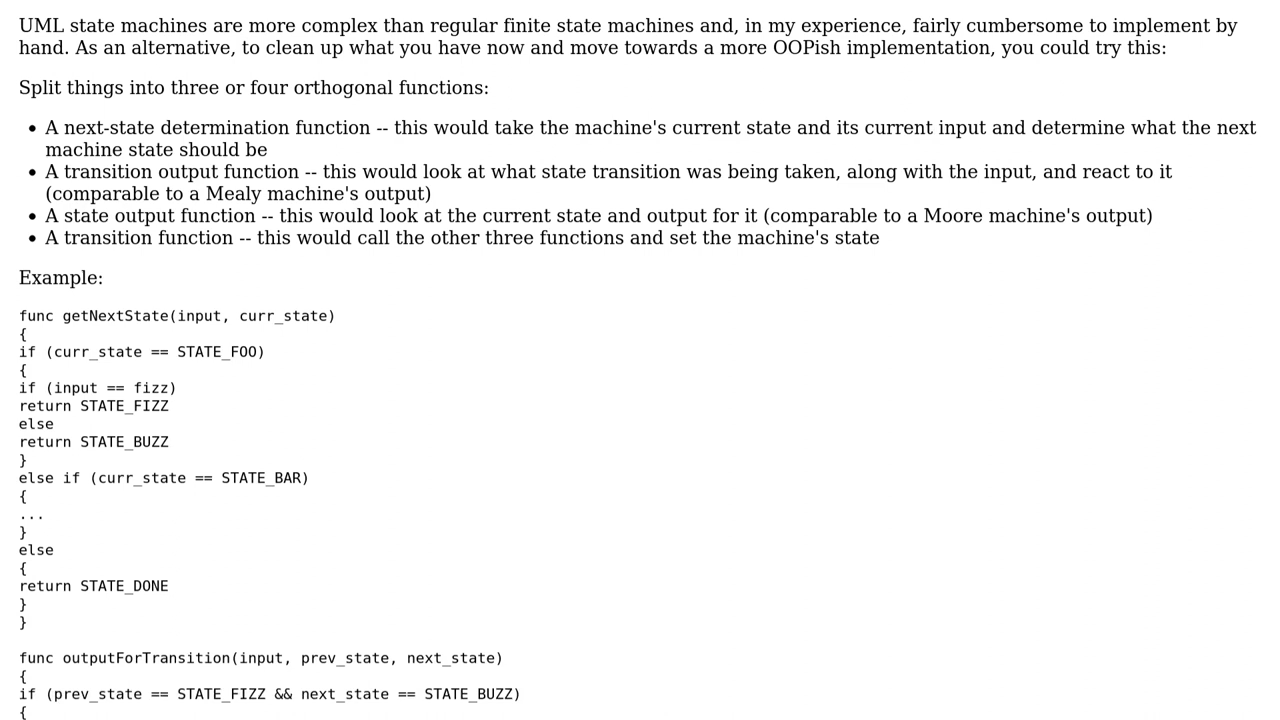 UML state machines are more complex than regular finite state machines and, in my experience, fairly cumbersome to implement by
hand. As an alternative, to clean up what you have now and move towards a more OOPish implementation, you could try this:
Split things into three or four orthogonal functions:
• A next-state determination function -- this would take the machine's current state and its current input and determine what the next
machine state should be
• A transition output function -- this would look at what state transition was being taken, along with the input, and react to it
(comparable to a Mealy machine's output)
• A state output function -- this would look at the current state and output for it (comparable to a Moore machine's output)
• A transition function -- this would call the other three functions and set the machine's state
Example:
func getNextState(input, curr_state)
{
if (curr_state == STATE_FOO)
{
if (input == fizz)
return STATE_FIZZ
else
return STATE_BUZZ
}
else if (curr_state == STATE_BAR)
{
...
}
else
{
return STATE_DONE
}
}
func outputForTransition(input, prev_state, next_state)
{
if (prev_state == STATE_FIZZ && next_state == STATE_BUZZ)
{